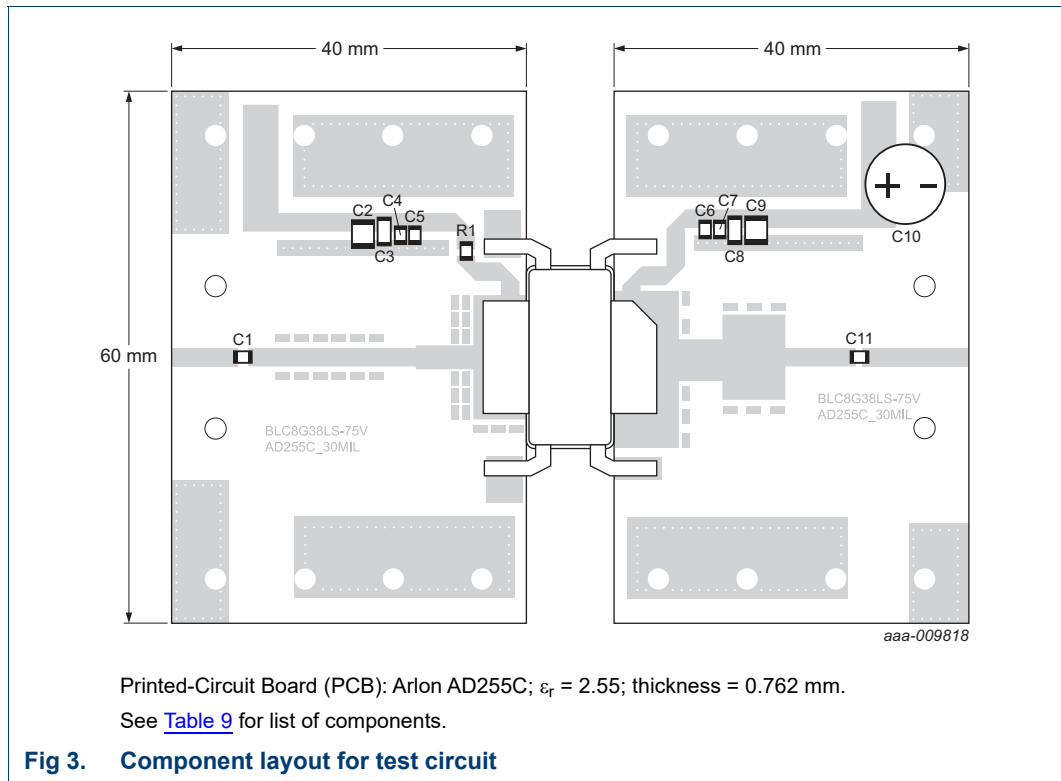 40 mm
40 mm
60 mm
C2
C4
C3
C5
R1
C1
BLC8G38LS-75V
AD255C_30MIL
C6
C7
C8
C9
+ -
C10
C11
BLC8G38LS-75V
AD255C_30MIL
aaa-009818
Printed-Circuit Board (PCB): Arlon AD255C; εr = 2.55; thickness = 0.762 mm.
See Table 9 for list of components.
Fig 3. Component layout for test circuit